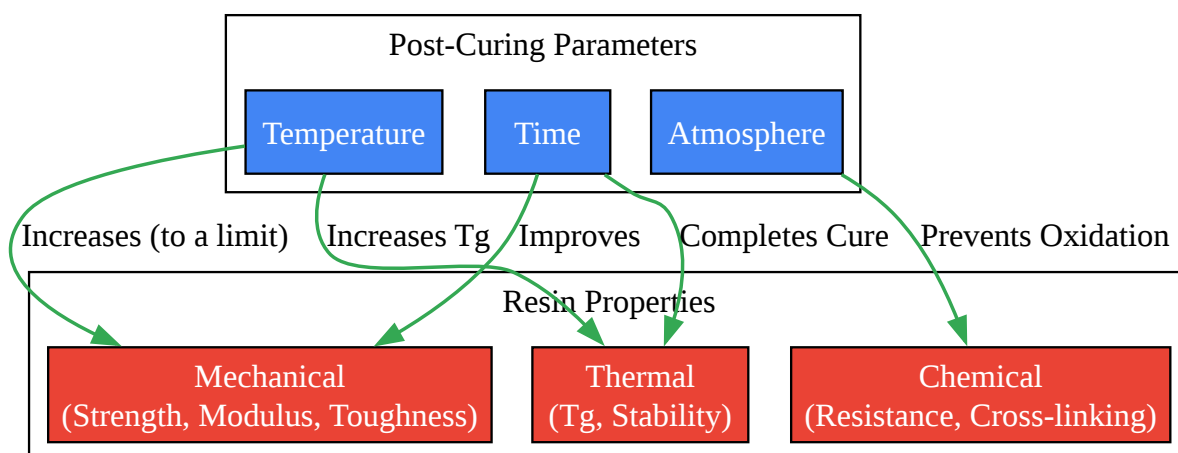 Post-Curing Parameters
Temperature
Time
Atmosphere
Increases (to a limit)
Increases Tg
Improves
Completes Cure
Prevents Oxidation
Resin Properties
Mechanical
(Strength, Modulus, Toughness)
Thermal
(Tg, Stability)
Chemical
(Resistance, Cross-linking)